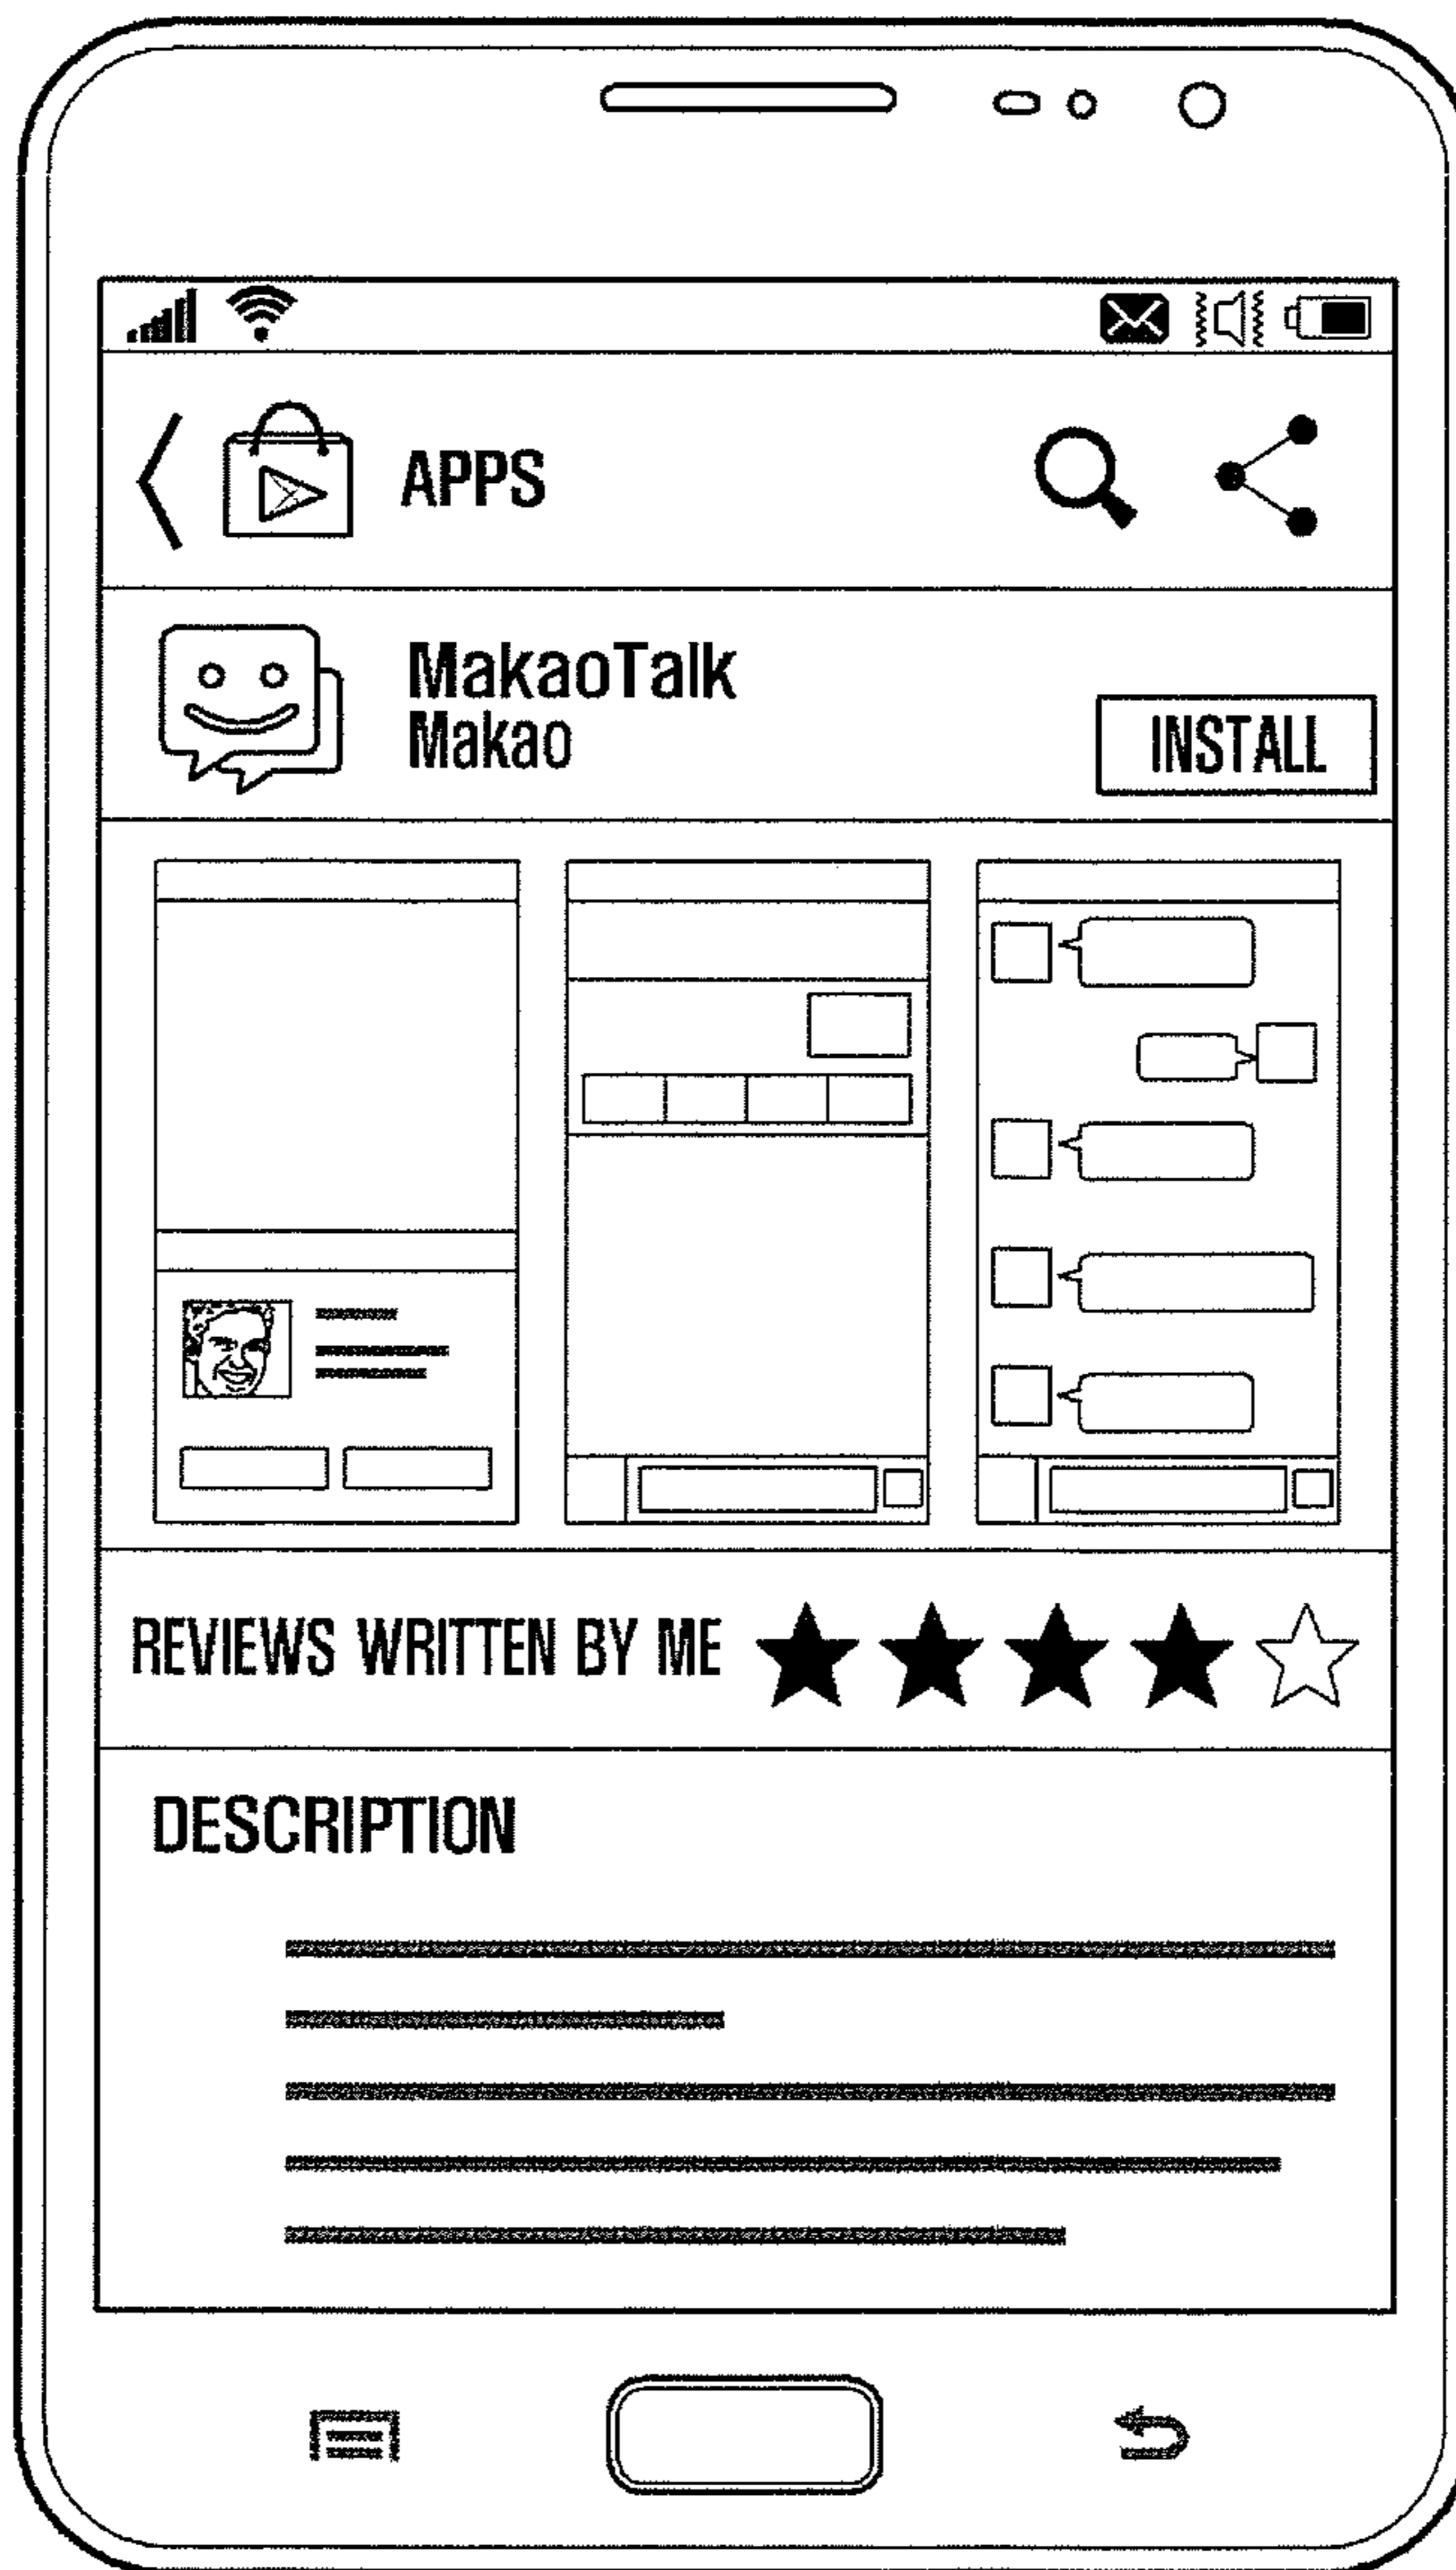 APPS
MakaoTalk
Makao
INSTALL
REVIEWS WRITTEN BY ME
DESCRIPTION